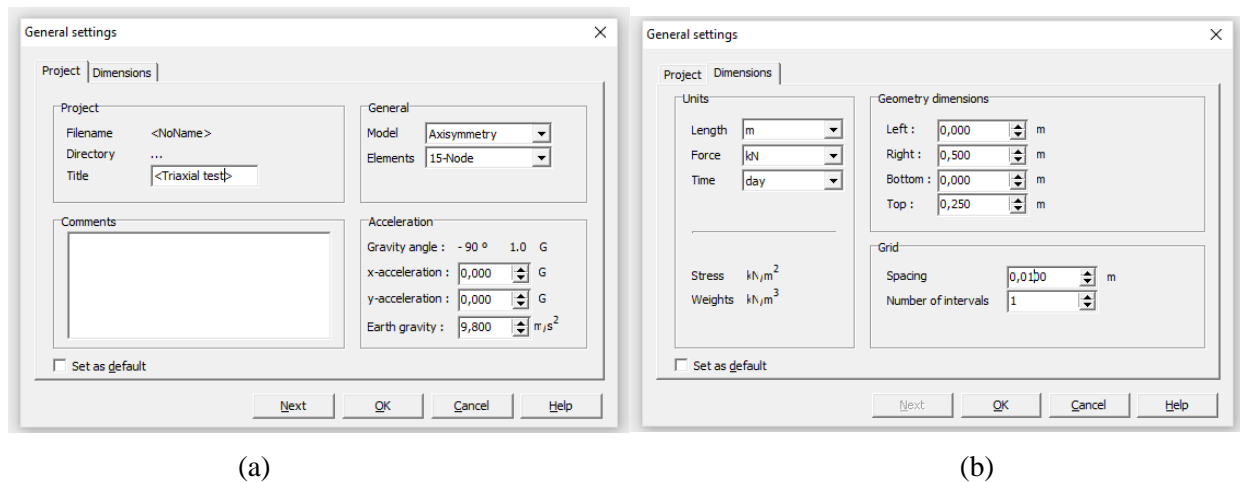 General settings
Project Dimensions
Project
Filename <NoName>
Directory ...
Title <Triaxial test>
General
Model Axisymmetry
Elements 15-Node
Comments
Acceleration
Gravity angle : - 90 º 1.0 G
x-acceleration : 0,000 G
y-acceleration : 0,000 G
Earth gravity : 9,800 m/s²
Set as default
Next OK Cancel Help
(a)
General settings
Project Dimensions
Units
Length m
Force kN
Time day
Stress kN/m²
Weights kN/m³
Geometry dimensions
Left : 0,000 m
Right : 0,500 m
Bottom : 0,000 m
Top : 0,250 m
Grid
Spacing 0,0100 m
Number of intervals 1
Set as default
Next OK Cancel Help
(b)